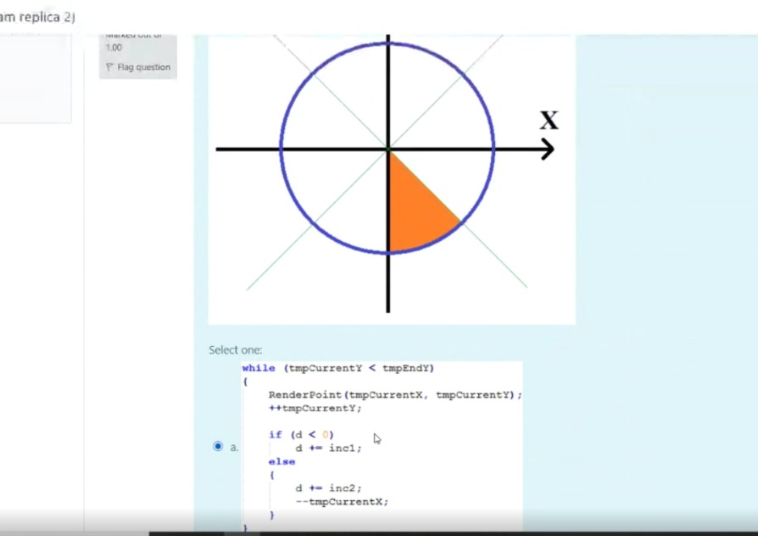 am replica 2)
Marked out of
1.00
Flag question
X
Select one:
while (tmpCurrentY < tmpEndY)
{
RenderPoint(tmpCurrentX, tmpCurrentY);
++tmpCurrentY;
if (d < 0)
a.
d += inc1;
else
{
d += inc2;
--tmpCurrentX;
}
}